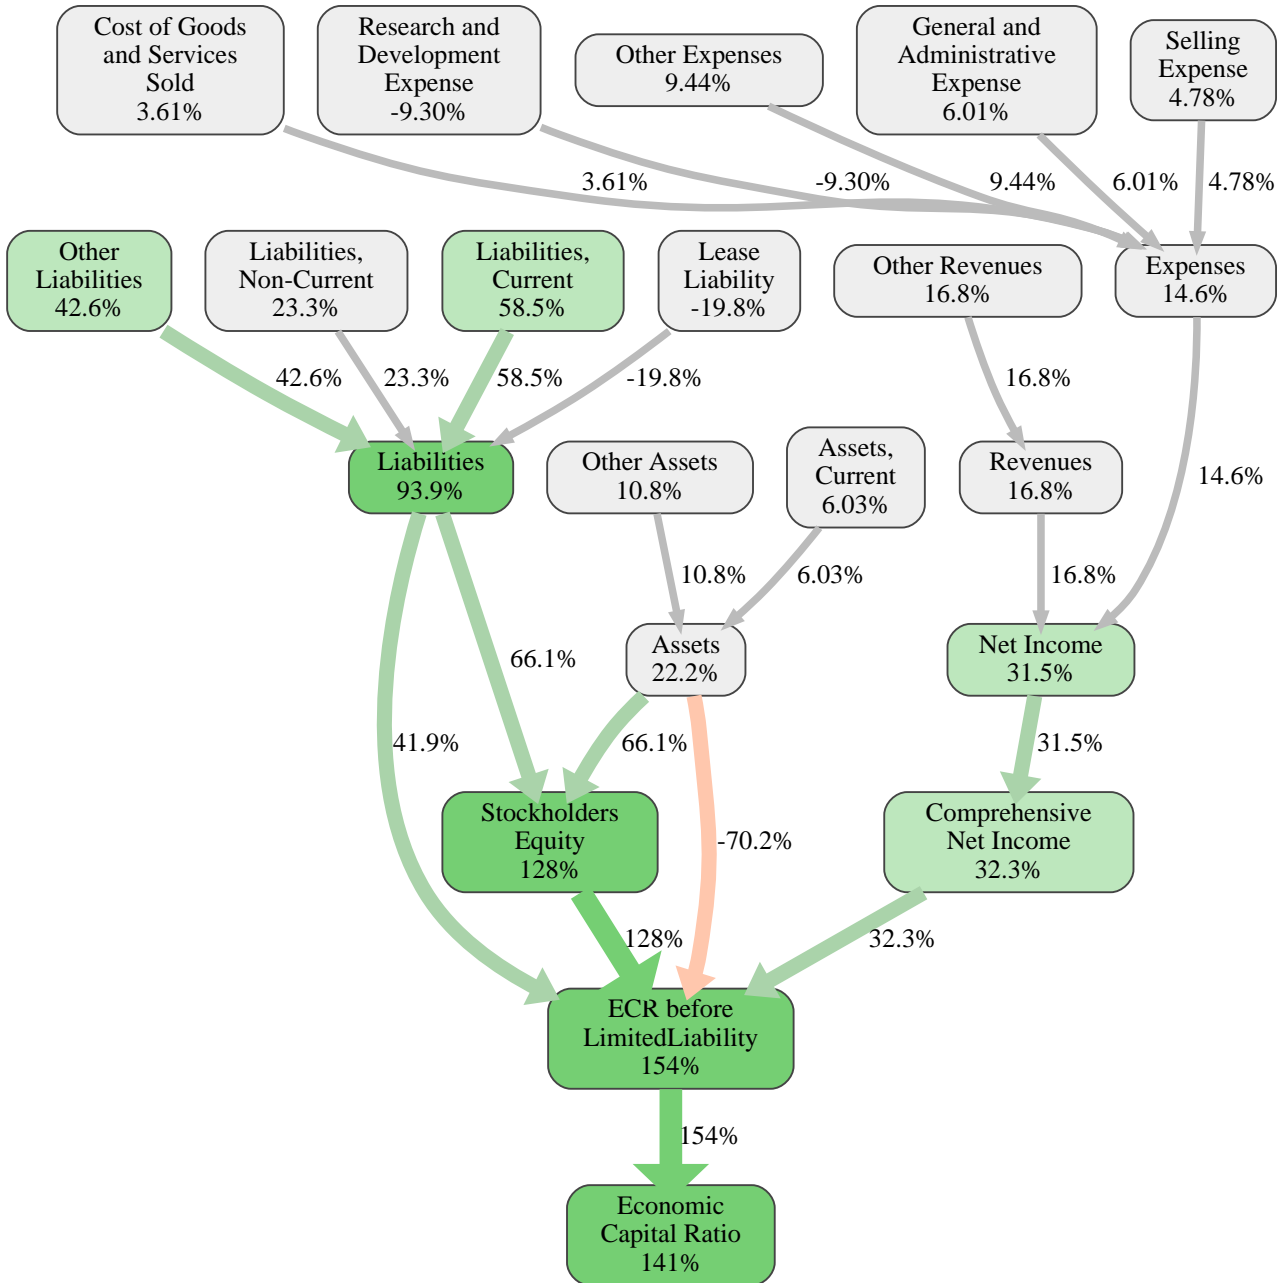 Cost of Goods
and Services
Sold
3.61%
Research and
Development
Expense
-9.30%
Other Expenses
9.44%
General and
Administrative
Expense
6.01%
Selling
Expense
4.78%
3.61%
-9.30%
9.44%
6.01%
4.78%
Other
Liabilities
42.6%
Liabilities,
Non-Current
23.3%
Liabilities,
Current
58.5%
Lease
Liability
-19.8%
Other Revenues
16.8%
Expenses
14.6%
42.6%
23.3%
58.5%
-19.8%
16.8%
Liabilities
93.9%
Other Assets
10.8%
Assets,
Current
6.03%
Revenues
16.8%
14.6%
10.8%
6.03%
16.8%
66.1%
Assets
22.2%
Net Income
31.5%
41.9%
66.1%
31.5%
Stockholders
Equity
128%
-70.2%
Comprehensive
Net Income
32.3%
128%
32.3%
ECR before
LimitedLiability
154%
154%
Economic
Capital Ratio
141%